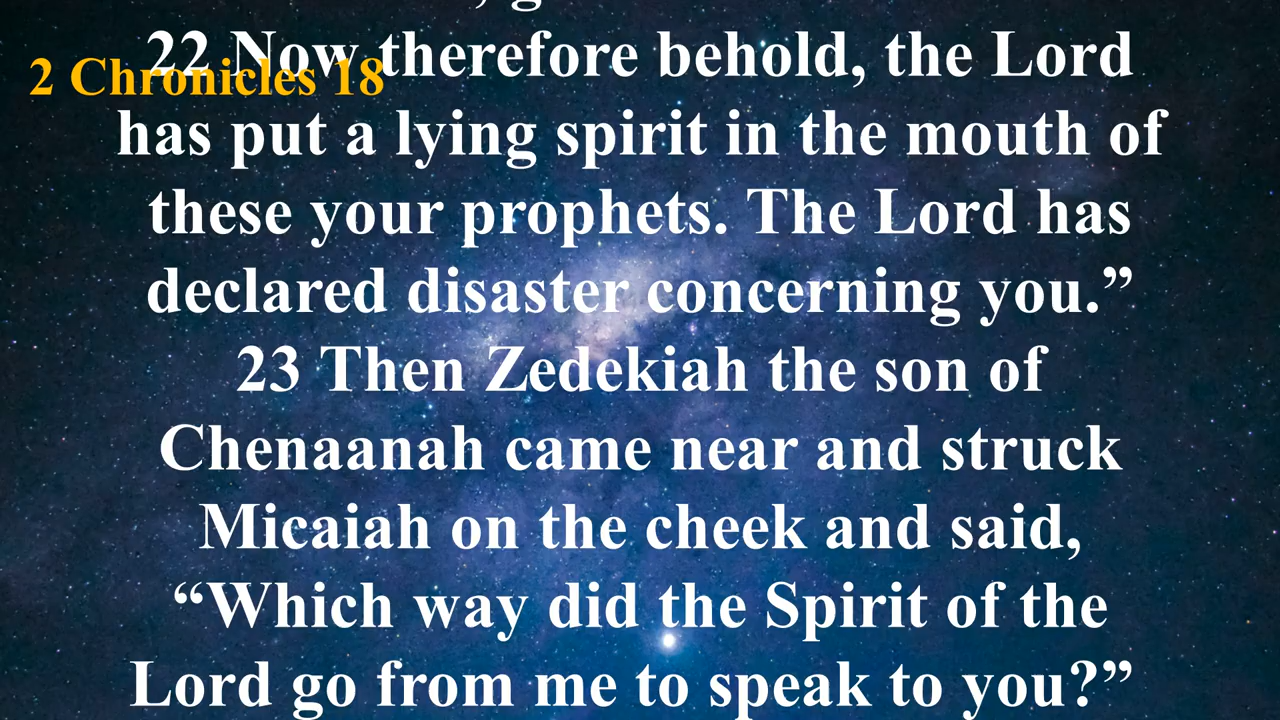 2 Chronicles 18
22 Now therefore behold, the Lord
has put a lying spirit in the mouth of
these your prophets. The Lord has
declared disaster concerning you.”
23 Then Zedekiah the son of
Chenaanah came near and struck
Micaiah on the cheek and said,
“Which way did the Spirit of the
Lord go from me to speak to you?”